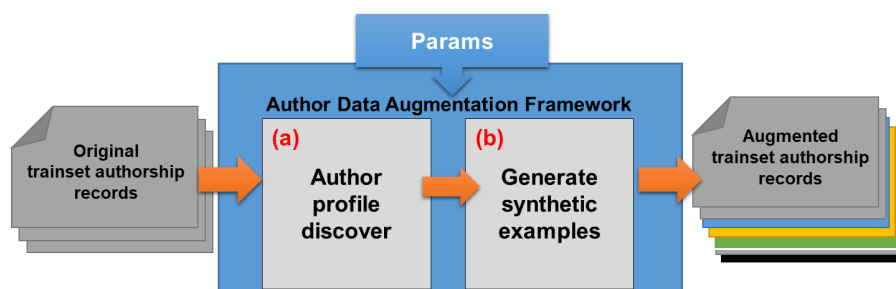 Params
Author Data Augmentation Framework
Original
trainset authorship
records
(a)
Author
profile
discover
(b)
Generate
synthetic
examples
Augmented
trainset authorship
records